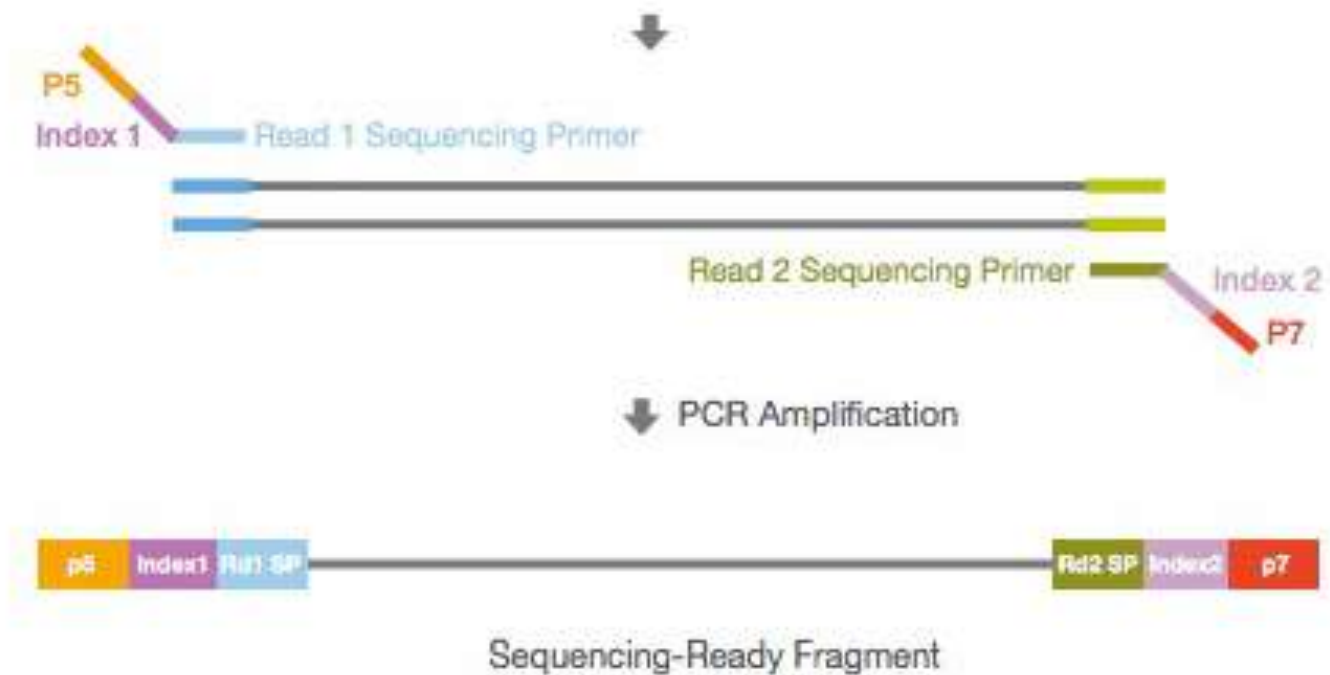 P5
Index 1
Read 1 Sequencing Primer
Read 2 Sequencing Primer
Index 2
P7
PCR Amplification
p5 Index1 Rd1 SP Rd2 SP Index2 p7
Sequencing-Ready Fragment